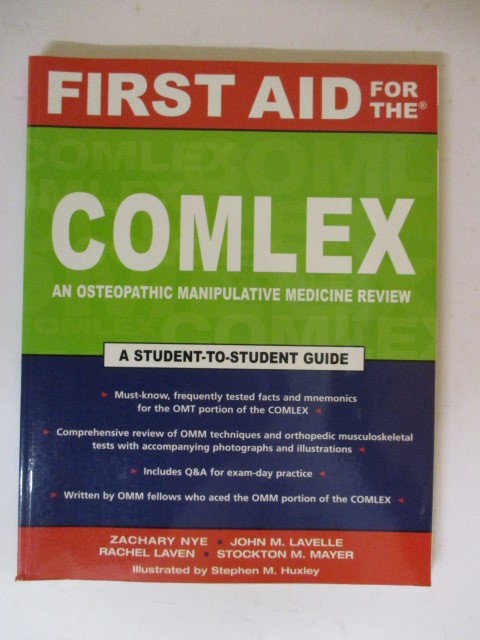 FIRST AID FOR THE®
COMLEX
AN OSTEOPATHIC MANIPULATIVE MEDICINE REVIEW
A STUDENT-TO-STUDENT GUIDE
Must-know, frequently tested facts and mnemonics
for the OMT portion of the COMLEX
Comprehensive review of OMM techniques and orthopedic musculoskeletal
tests with accompanying photographs and illustrations
Includes Q&A for exam-day practice
Written by OMM fellows who aced the OMM portion of the COMLEX
ZACHARY NYE ▪ JOHN M. LAVELLE
RACHEL LAVEN ▪ STOCKTON M. MAYER
Illustrated by Stephen M. Huxley